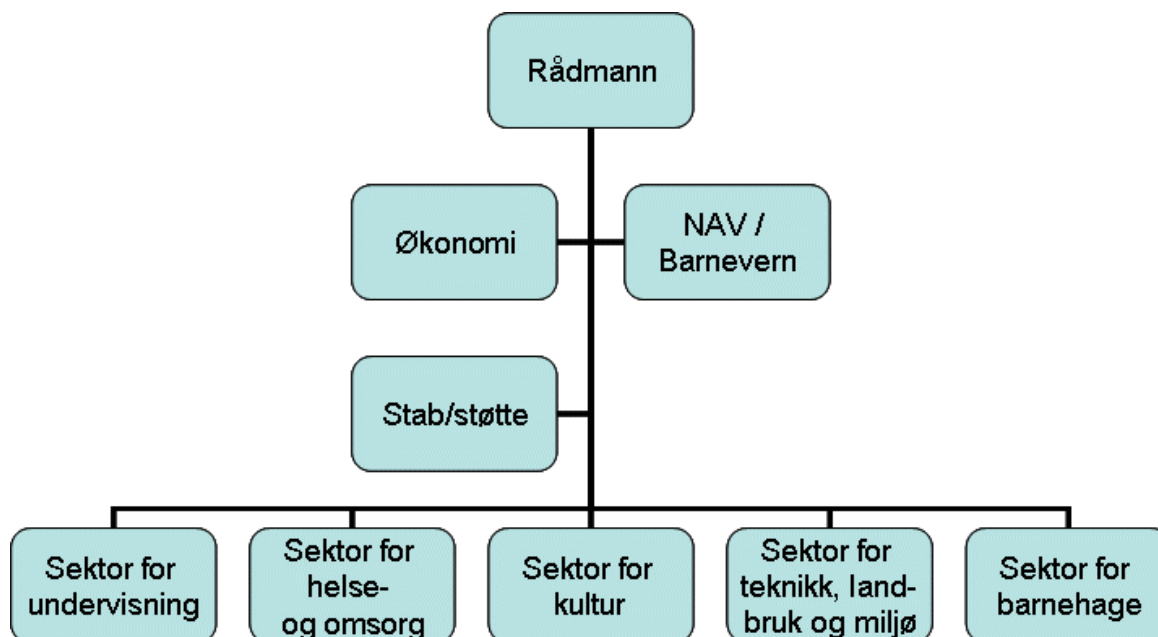 Rådmann
Økonomi
NAV /
Barnevern
Stab/støtte
Sektor for
undervisning
Sektor for
helse-
og omsorg
Sektor for
kultur
Sektor for
teknikk, land-
bruk og miljø
Sektor for
barnehage